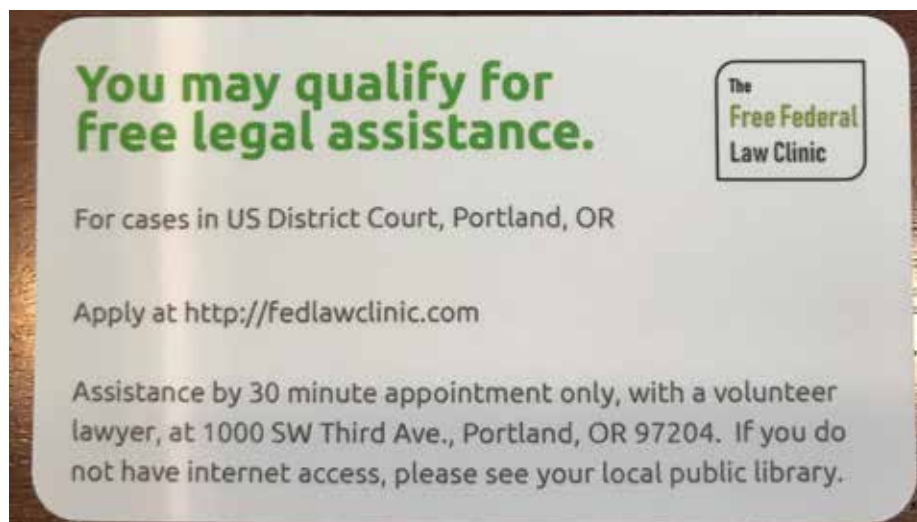 You may qualify for
free legal assistance.
The
Free Federal
Law Clinic
For cases in US District Court, Portland, OR
Apply at http://fedlawclinic.com
Assistance by 30 minute appointment only, with a volunteer
lawyer, at 1000 SW Third Ave., Portland, OR 97204.  If you do
not have internet access, please see your local public library.